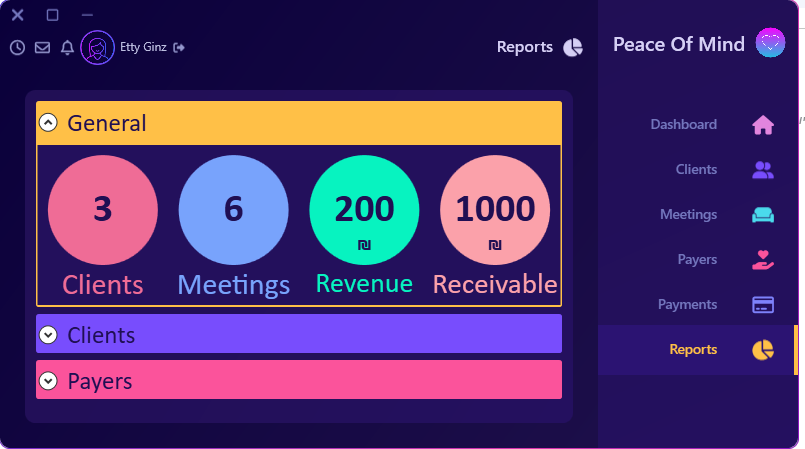 Etty Ginz
Reports
Peace Of Mind
General
3
6
200
₪
1000
₪
Clients
Meetings
Revenue
Receivable
Clients
Payers
Dashboard
Clients
Meetings
Payers
Payments
Reports